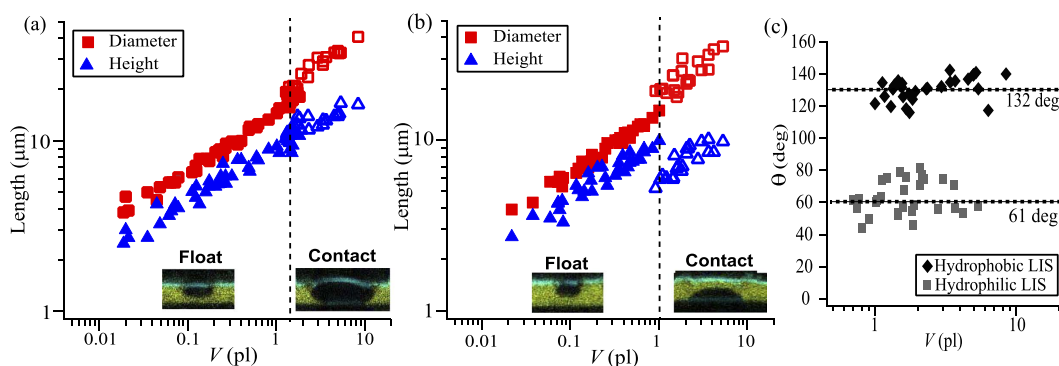 (a)
Diameter
Height
Length (μm)
10
1
Float
Contact
0.01
0.1
1
10
V (pl)
(b)
Diameter
Height
Length (μm)
10
1
Float
Contact
0.01
0.1
1
10
V (pl)
(c)
160
140
120
100
80
60
40
20
0
Θ (deg)
132 deg
61 deg
Hydrophobic LIS
Hydrophilic LIS
1
10
V (pl)